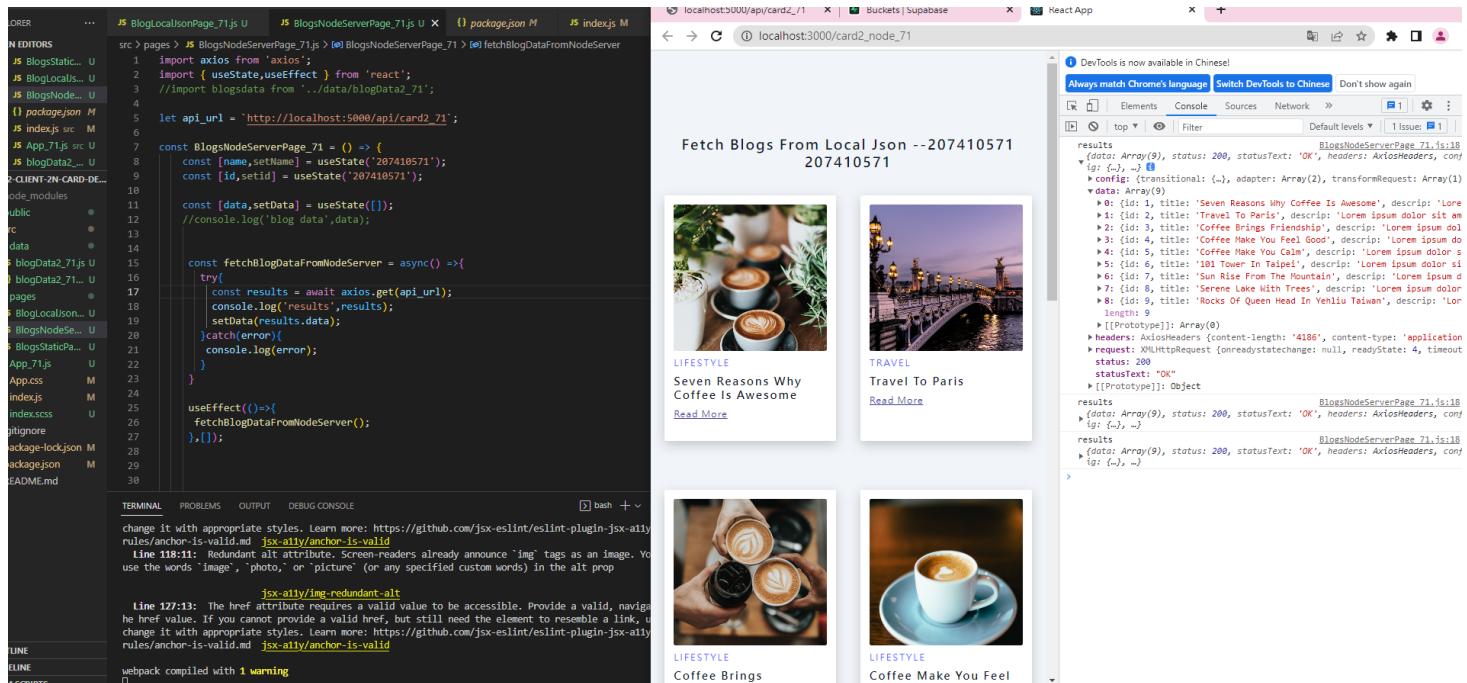 LORER ···
N EDITORS
JS BlogsStatic... U
JS BlogLocalJs... U
JS BlogsNode... U
{} package.json M
JS index.js src M
JS App_71.js src U
JS blogData2_... U
2-CLIENT-2N-CARD-DE...
ode_modules
ublic
rc
data
blogData2_71.js U
blogData2_71... U
pages
BlogLocalJson... U
BlogsNodeSe... U
BlogsStaticPa... U
App_71.js U
App.css M
index.js M
index.scss U
gitignore
ackage-lock.json M
ackage.json M
README.md
TLINE
ELINE
JS BlogLocalJsonPage_71.js U
JS BlogsNodeServerPage_71.js U ×
{} package.json M
JS index.js M
src > pages > JS BlogsNodeServerPage_71.js > BlogsNodeServerPage_71 > fetchBlogDataFromNodeServer
1 import axios from 'axios';
2 import { useState,useEffect } from 'react';
3 //import blogsdata from '../data/blogData2_71';
4
5 let api_url = `http://localhost:5000/api/card2_71`;
6
7 const BlogsNodeServerPage_71 = () => {
8 const [name,setName] = useState('207410571');
9 const [id,setid] = useState('207410571');
10
11 const [data,setData] = useState([]);
12 //console.log('blog data',data);
13
14
15 const fetchBlogDataFromNodeServer = async() =>{
16 try{
17 const results = await axios.get(api_url);
18 console.log('results',results);
19 setData(results.data);
20 }catch(error){
21 console.log(error);
22 }
23 }
24
25 useEffect(()=>{
26 fetchBlogDataFromNodeServer();
27 },[]);
28
29
30
TERMINAL PROBLEMS OUTPUT DEBUG CONSOLE bash
change it with appropriate styles. Learn more: https://github.com/jsx-eslint/eslint-plugin-jsx-a11y
rules/anchor-is-valid.md jsx-a11y/anchor-is-valid
Line 118:11: Redundant alt attribute. Screen-readers already announce `img` tags as an image. Yo
use the words `image`, `photo,` or `picture` (or any specified custom words) in the alt prop
jsx-a11y/img-redundant-alt
Line 127:13: The href attribute requires a valid value to be accessible. Provide a valid, naviga
he href value. If you cannot provide a valid href, but still need the element to resemble a link, u
change it with appropriate styles. Learn more: https://github.com/jsx-eslint/eslint-plugin-jsx-a11y
rules/anchor-is-valid.md jsx-a11y/anchor-is-valid
webpack compiled with 1 warning
localhost:5000/api/card2_71 × Buckets | Supabase × React App × +
localhost:3000/card2_node_71
Fetch Blogs From Local Json --207410571
207410571
LIFESTYLE
Seven Reasons Why
Coffee Is Awesome
Read More
TRAVEL
Travel To Paris
Read More
LIFESTYLE
Coffee Brings
LIFESTYLE
Coffee Make You Feel
DevTools is now available in Chinese!
Always match Chrome's language Switch DevTools to Chinese Don't show again
Elements Console Sources Network » 1
top ▼ Filter Default levels ▼ 1 Issue: 1
results BlogsNodeServerPage_71.js:18
{data: Array(9), status: 200, statusText: 'OK', headers: AxiosHeaders, conf
ig: {…}, …}
config: {transitional: {…}, adapter: Array(2), transformRequest: Array(1)
data: Array(9)
0: {id: 1, title: 'Seven Reasons Why Coffee Is Awesome', descrip: 'Lore
1: {id: 2, title: 'Travel To Paris', descrip: 'Lorem ipsum dolor sit am
2: {id: 3, title: 'Coffee Brings Friendship', descrip: 'Lorem ipsum dol
3: {id: 4, title: 'Coffee Make You Feel Good', descrip: 'Lorem ipsum do
4: {id: 5, title: 'Coffee Make You Calm', descrip: 'Lorem ipsum dolor s
5: {id: 6, title: '101 Tower In Taipei', descrip: 'Lorem ipsum dolor si
6: {id: 7, title: 'Sun Rise From The Mountain', descrip: 'Lorem ipsum d
7: {id: 8, title: 'Serene Lake With Trees', descrip: 'Lorem ipsum dolor
8: {id: 9, title: 'Rocks Of Queen Head In Yehliu Taiwan', descrip: 'Lor
length: 9
[[Prototype]]: Array(0)
headers: AxiosHeaders {content-length: '4186', content-type: 'application
request: XMLHttpRequest {onreadystatechange: null, readyState: 4, timeout
status: 200
statusText: "OK"
[[Prototype]]: Object
results BlogsNodeServerPage_71.js:18
{data: Array(9), status: 200, statusText: 'OK', headers: AxiosHeaders, conf
ig: {…}, …}
results BlogsNodeServerPage_71.js:18
{data: Array(9), status: 200, statusText: 'OK', headers: AxiosHeaders, conf
ig: {…}, …}